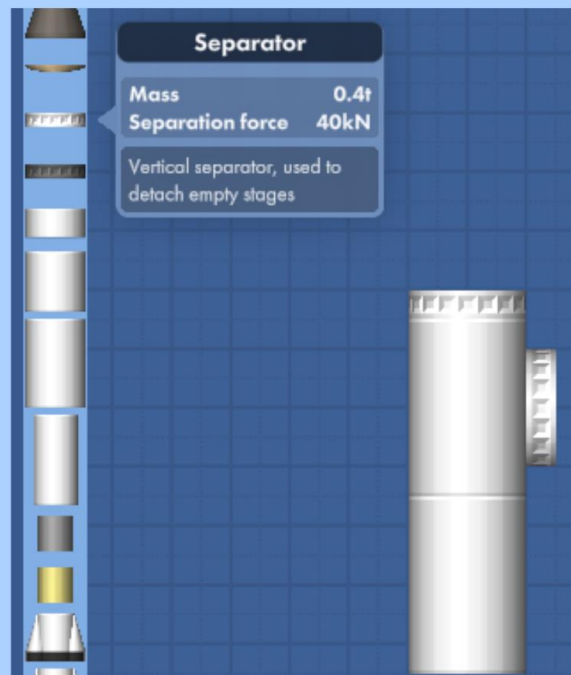 Separator
Mass 0.4t
Separation force 40kN
Vertical separator, used to
detach empty stages